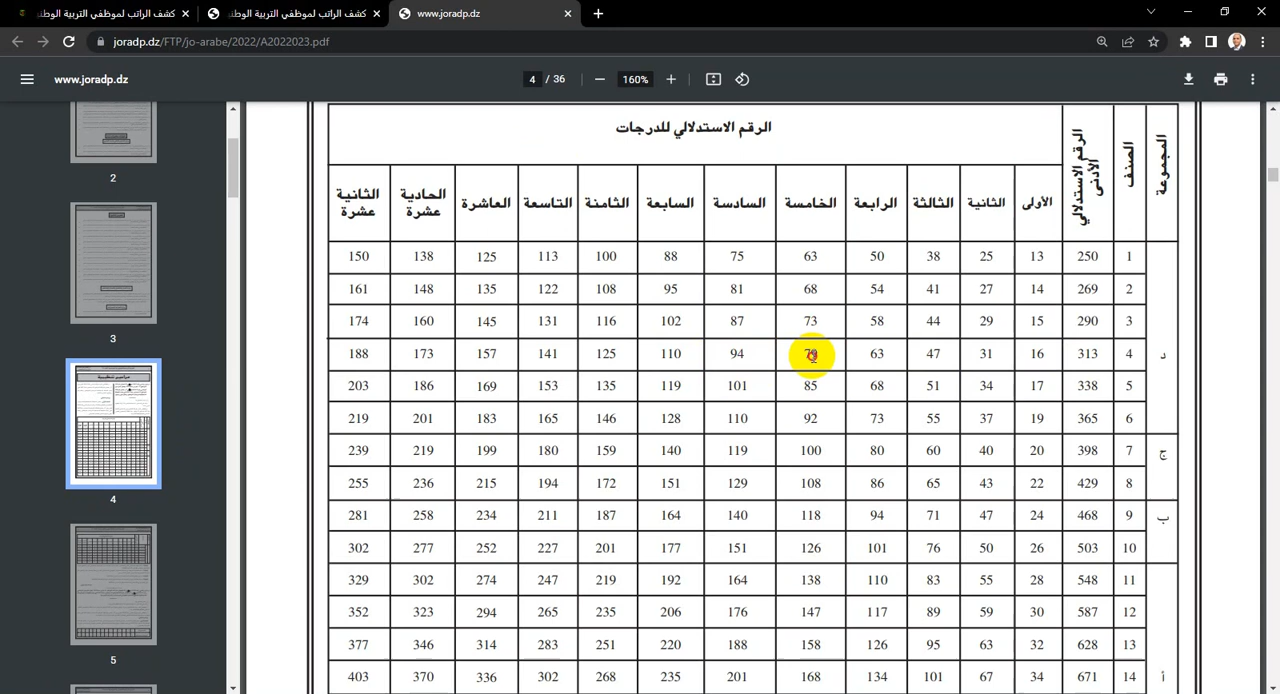 كشف الراتب لموظفي التربية الوطني
كشف الراتب لموظفي التربية الوطني
www.joradp.dz
joradp.dz/FTP/jo-arabe/2022/A2022023.pdf
www.joradp.dz
4 / 36
160%
2
3
4
5
المجموعة الصنف الرقم الاستدلالي الأدنى الرقم الاستدلالي للدرجات
الأولى الثانية الثالثة الرابعة الخامسة السادسة السابعة الثامنة التاسعة العاشرة الحادية عشرة الثانية عشرة
د
1 250 13 25 38 50 63 75 88 100 113 125 138 150
2 269 14 27 41 54 68 81 95 108 122 135 148 161
3 290 15 29 44 58 73 87 102 116 131 145 160 174
4 313 16 31 47 63 94 110 125 141 157 173 188
5 338 17 34 51 68 85 101 119 135 153 169 186 203
6 365 19 37 55 73 92 110 128 146 165 183 201 219
ج
7 398 20 40 60 80 100 119 140 159 180 199 219 239
8 429 22 43 65 86 108 129 151 172 194 215 236 255
ب
9 468 24 47 71 94 118 140 164 187 211 234 258 281
10 503 26 50 76 101 126 151 177 201 227 252 277 302
أ
11 548 28 55 83 110 138 164 192 219 247 274 302 329
12 587 30 59 89 117 147 176 206 235 265 294 323 352
13 628 32 63 95 126 158 188 220 251 283 314 346 377
14 671 34 67 101 134 168 201 235 268 302 336 370 403